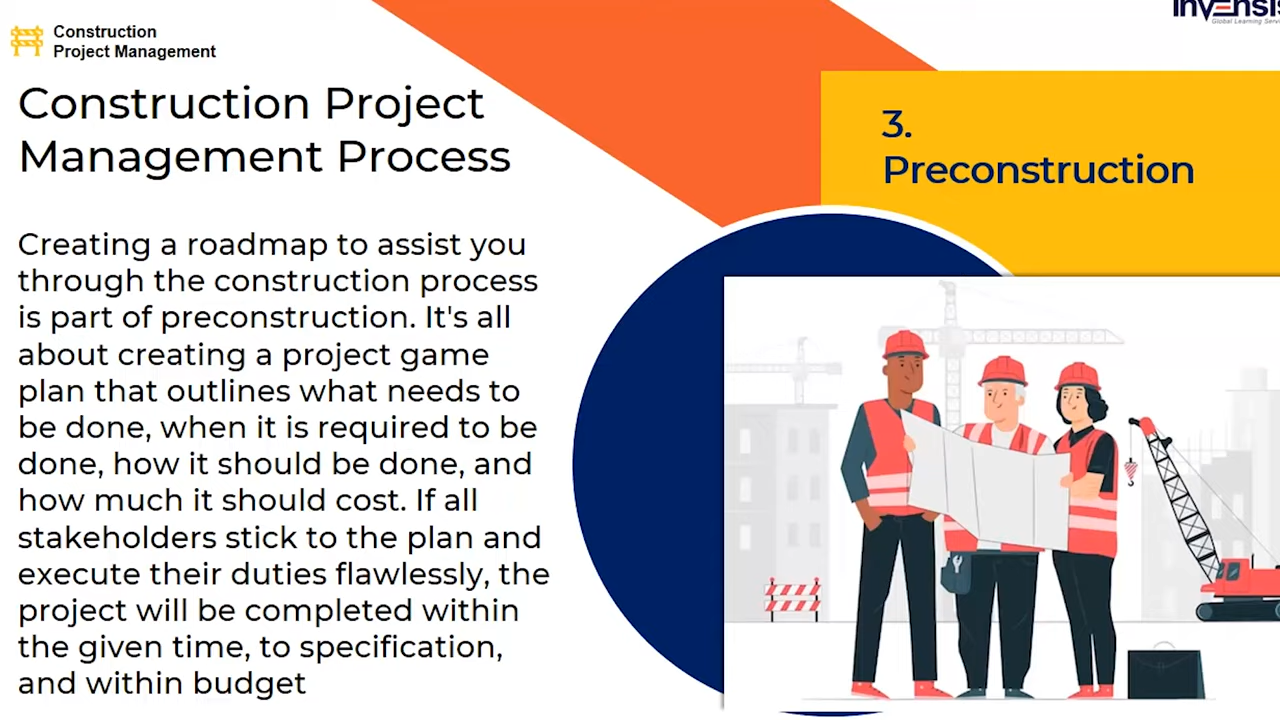 Construction
Project Management
Construction Project
Management Process
Creating a roadmap to assist you
through the construction process
is part of preconstruction. It's all
about creating a project game
plan that outlines what needs to
be done, when it is required to be
done, how it should be done, and
how much it should cost. If all
stakeholders stick to the plan and
execute their duties flawlessly, the
project will be completed within
the given time, to specification,
and within budget
Global Learning
3.
Preconstruction